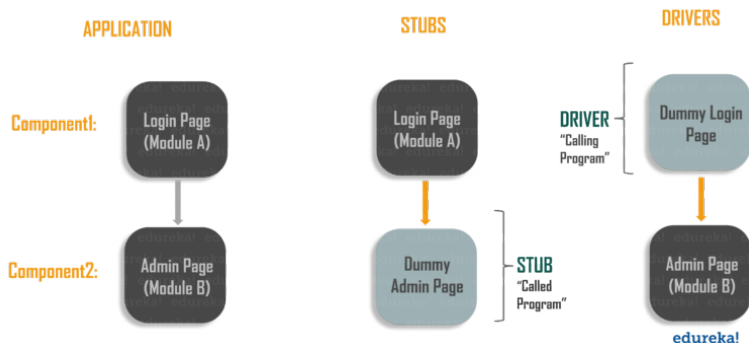 APPLICATION
STUBS
DRIVERS
Component1:
Login Page
(Module A)
Login Page
(Module A)
DRIVER
"Calling
Program"
Dummy Login
Page
Component2:
Admin Page
(Module B)
Dummy
Admin Page
STUB
"Called
Program"
Admin Page
(Module B)
edureka!